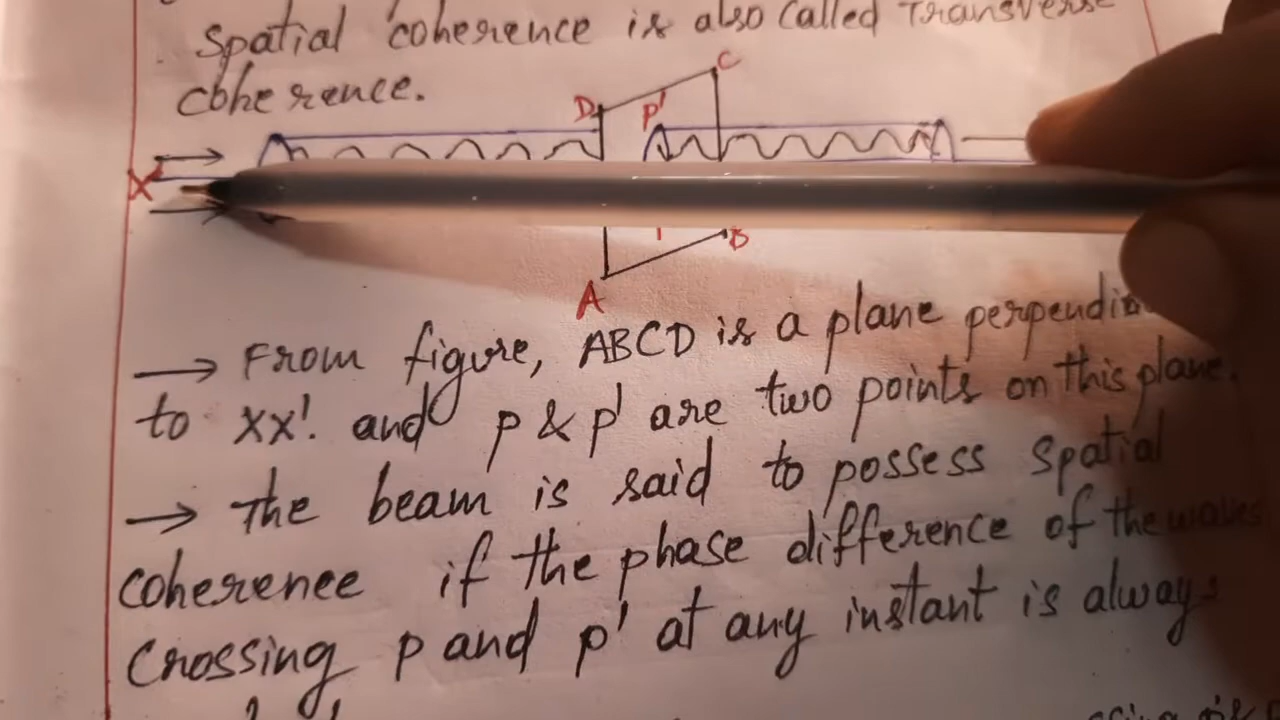 Spatial coherence is also called Transverse
coherence.
C
D
P'
X
B
A
→ From figure, ABCD is a plane
to XX'. and P & P' are two points on this plane.
→ The beam is said to possess spatial
coherence if the phase difference of the waves
crossing P and P' at any instant is always